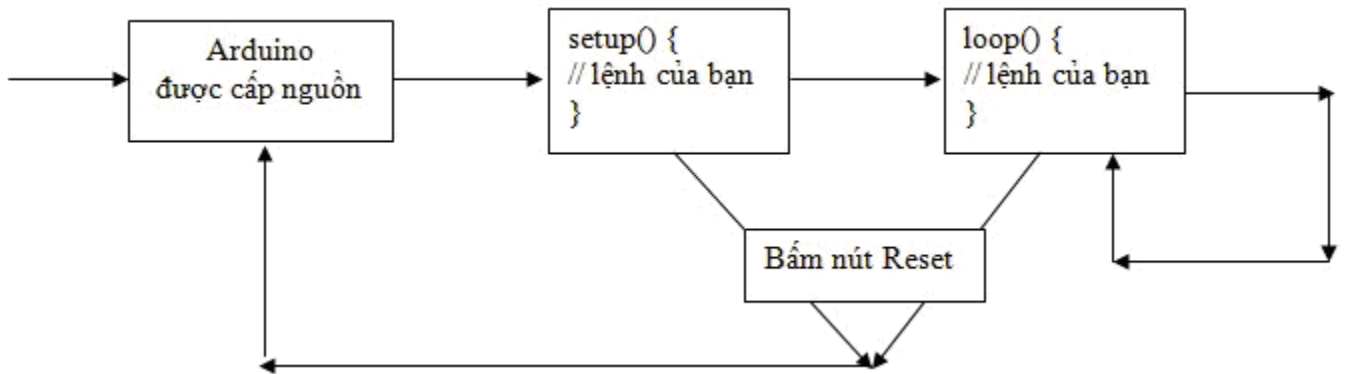 Arduino
được cấp nguồn
setup() {
// lệnh của bạn
}
loop() {
// lệnh của bạn
}
Bấm nút Reset